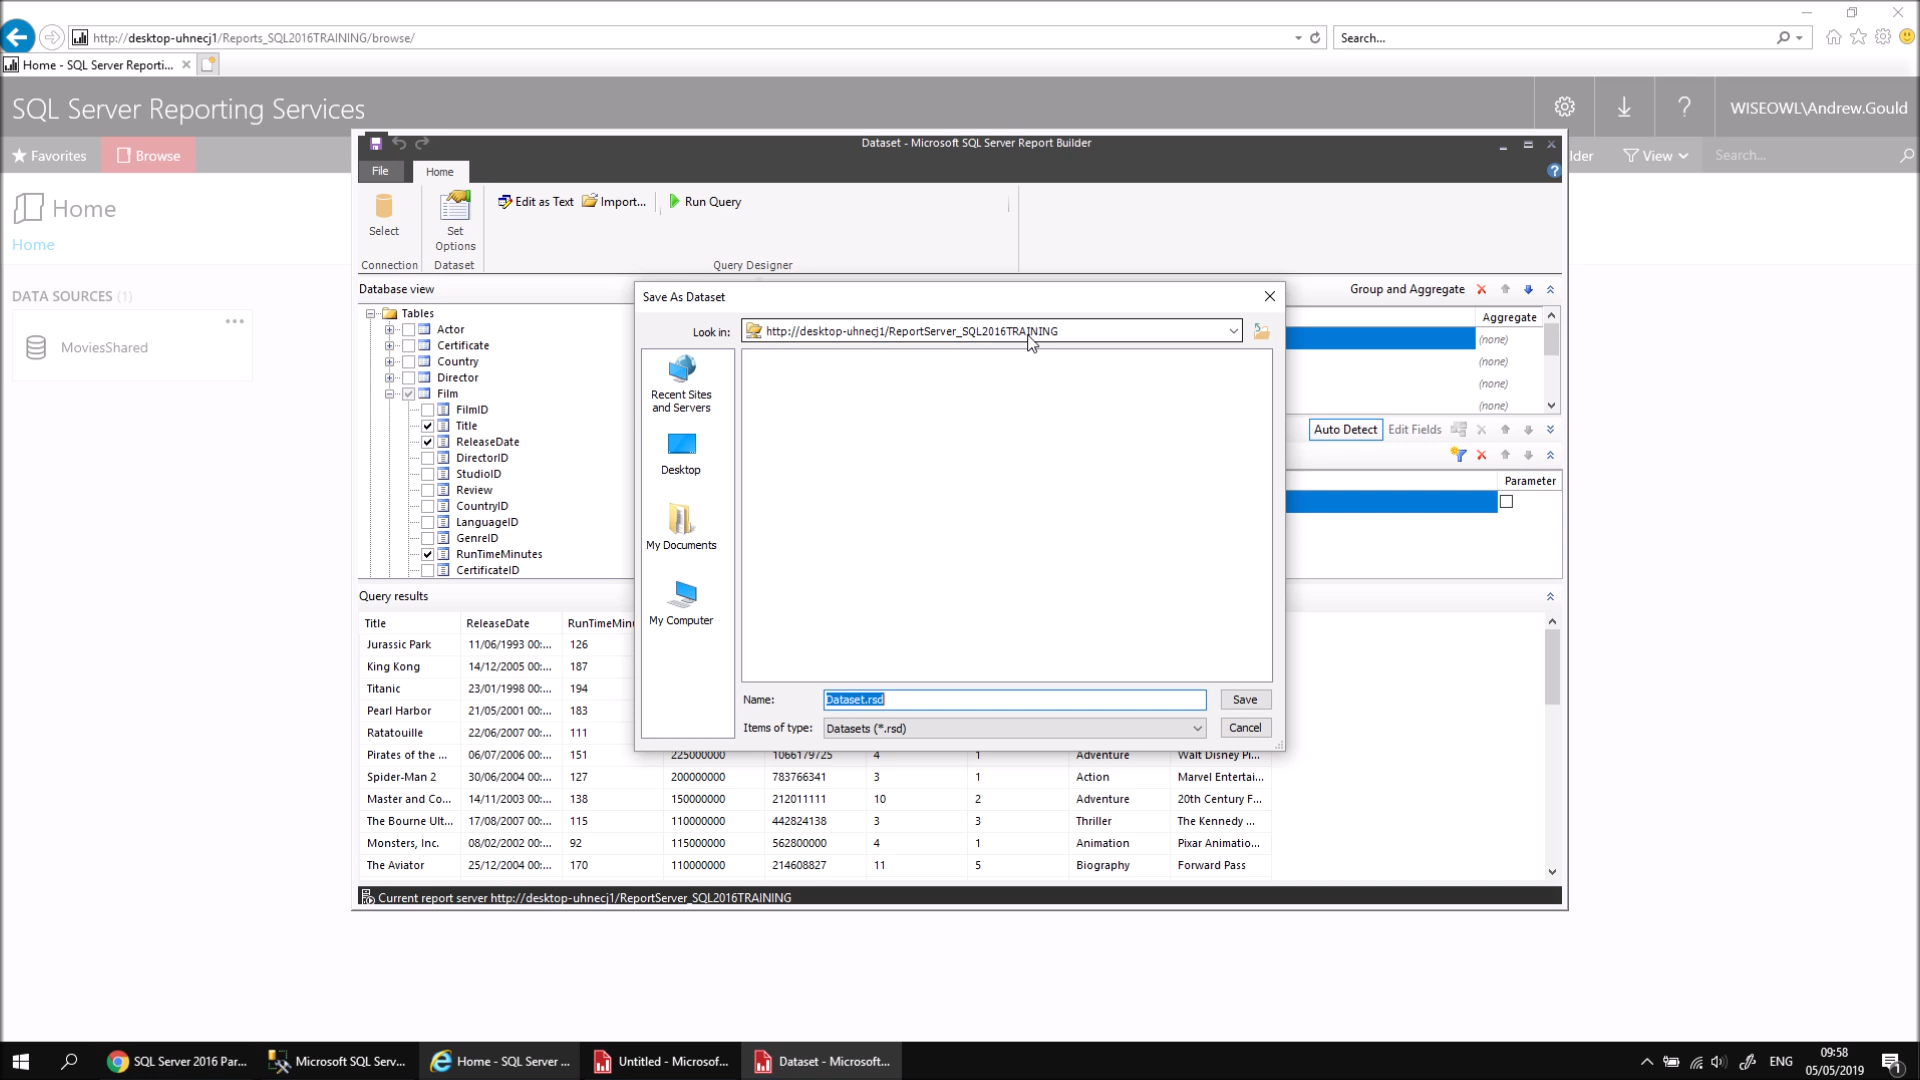 http://desktop-uhnecj1/Reports_SQL2016TRAINING/browse/
Search...
Home - SQL Server Reporti...
SQL Server Reporting Services
WISEOWL\Andrew.Gould
Favorites
Browse
lder
View
Search...
Home
Home
DATA SOURCES (1)
MoviesShared
Dataset - Microsoft SQL Server Report Builder
File
Home
Select
Set
Options
Edit as Text
Import...
Run Query
Connection
Dataset
Query Designer
Database view
Tables
Actor
Certificate
Country
Director
Film
FilmID
Title
ReleaseDate
DirectorID
StudioID
Review
CountryID
LanguageID
GenreID
RunTimeMinutes
CertificateID
Group and Aggregate
Aggregate
(none)
(none)
(none)
(none)
Auto Detect
Edit Fields
Parameter
Save As Dataset
Look in:
http://desktop-uhnecj1/ReportServer_SQL2016TRAINING
Recent Sites
and Servers
Desktop
My Documents
My Computer
Name:
Dataset.rsd
Save
Items of type:
Datasets (*.rsd)
Cancel
Query results
Title ReleaseDate RunTimeMin
Jurassic Park 11/06/1993 00:... 126
King Kong 14/12/2005 00:... 187
Titanic 23/01/1998 00:... 194
Pearl Harbor 21/05/2001 00:... 183
Ratatouille 22/06/2007 00:... 111
Pirates of the ... 06/07/2006 00:... 151 225000000 1066179725 4 1 Adventure Walt Disney Pi...
Spider-Man 2 30/06/2004 00:... 127 200000000 783766341 3 1 Action Marvel Entertai...
Master and Co... 14/11/2003 00:... 138 150000000 212011111 10 2 Adventure 20th Century F...
The Bourne Ult... 17/08/2007 00:... 115 110000000 442824138 3 3 Thriller The Kennedy ...
Monsters, Inc. 08/02/2002 00:... 92 115000000 562800000 4 1 Animation Pixar Animatio...
The Aviator 25/12/2004 00:... 170 110000000 214608827 11 5 Biography Forward Pass
Current report server http://desktop-uhnecj1/ReportServer_SQL2016TRAINING
SQL Server 2016 Par...
Microsoft SQL Serv...
Home - SQL Server ...
Untitled - Microsof...
Dataset - Microsoft...
ENG
09:58
05/05/2019
1